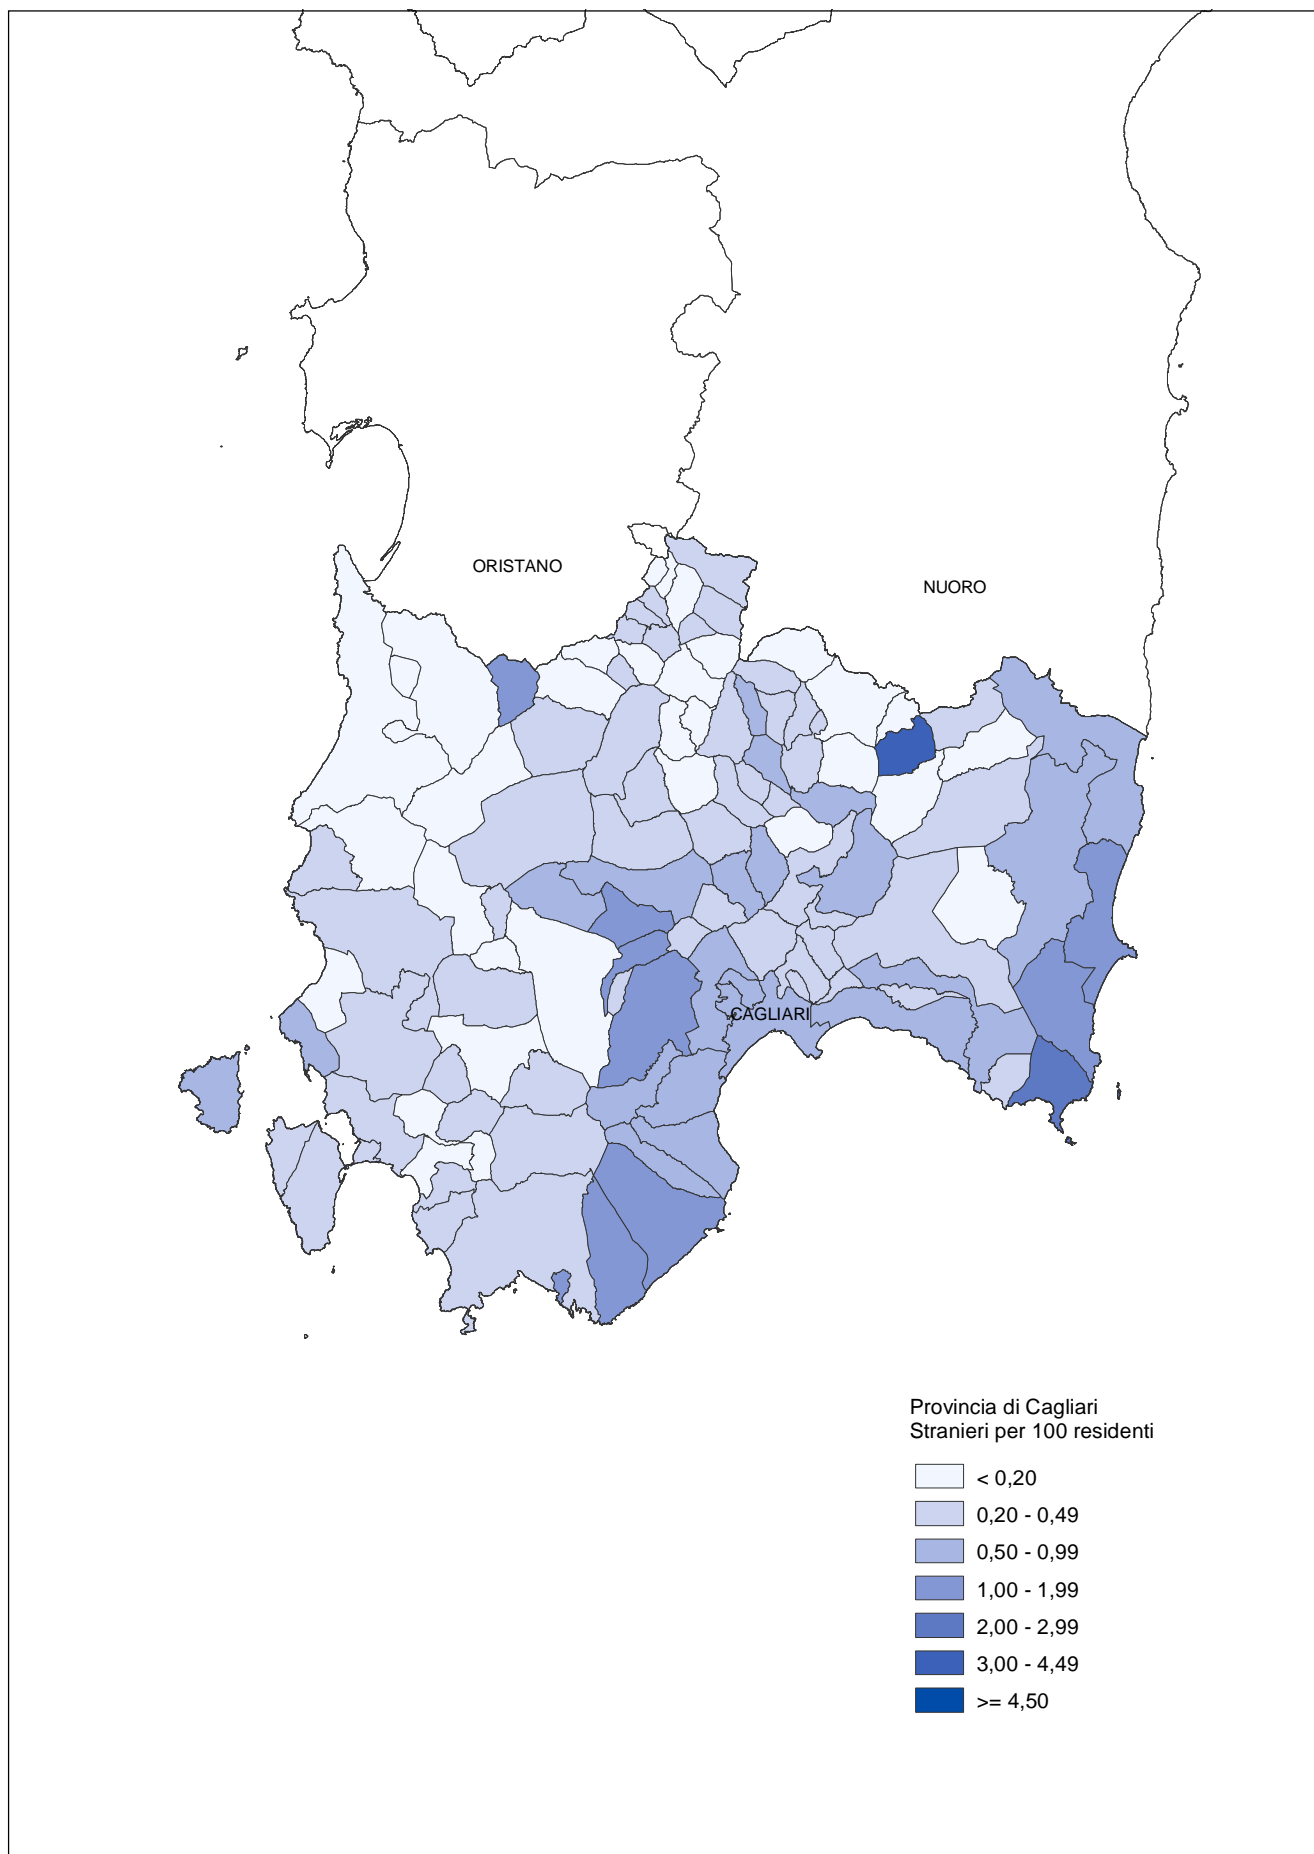 ORISTANO
NUORO
CAGLIARI
Provincia di Cagliari
Stranieri per 100 residenti
< 0,20
0,20 - 0,49
0,50 - 0,99
1,00 - 1,99
2,00 - 2,99
3,00 - 4,49
>= 4,50